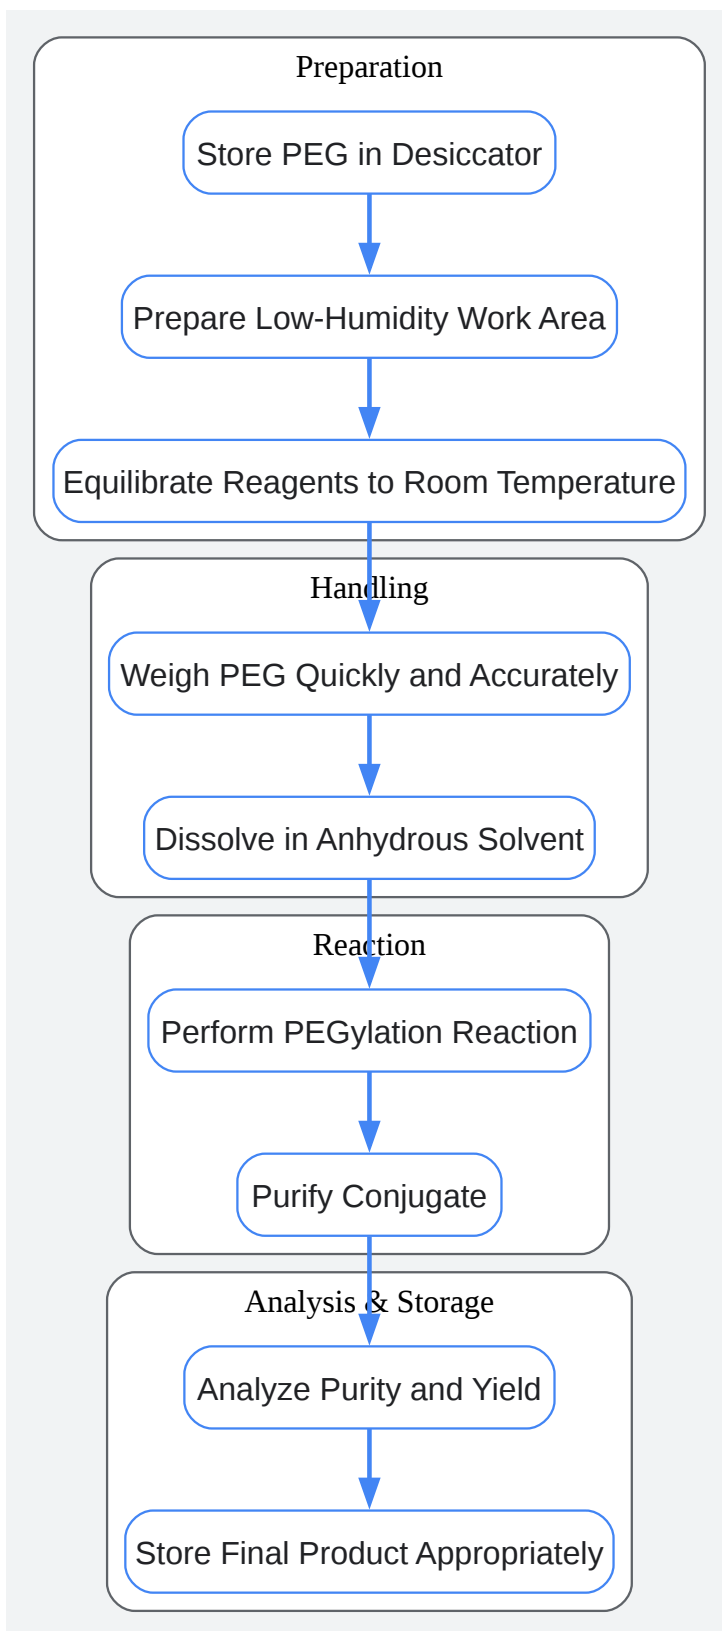 Preparation
Store PEG in Desiccator
Prepare Low-Humidity Work Area
Equilibrate Reagents to Room Temperature
Handling
Weigh PEG Quickly and Accurately
Dissolve in Anhydrous Solvent
Reaction
Perform PEGylation Reaction
Purify Conjugate
Analysis & Storage
Analyze Purity and Yield
Store Final Product Appropriately